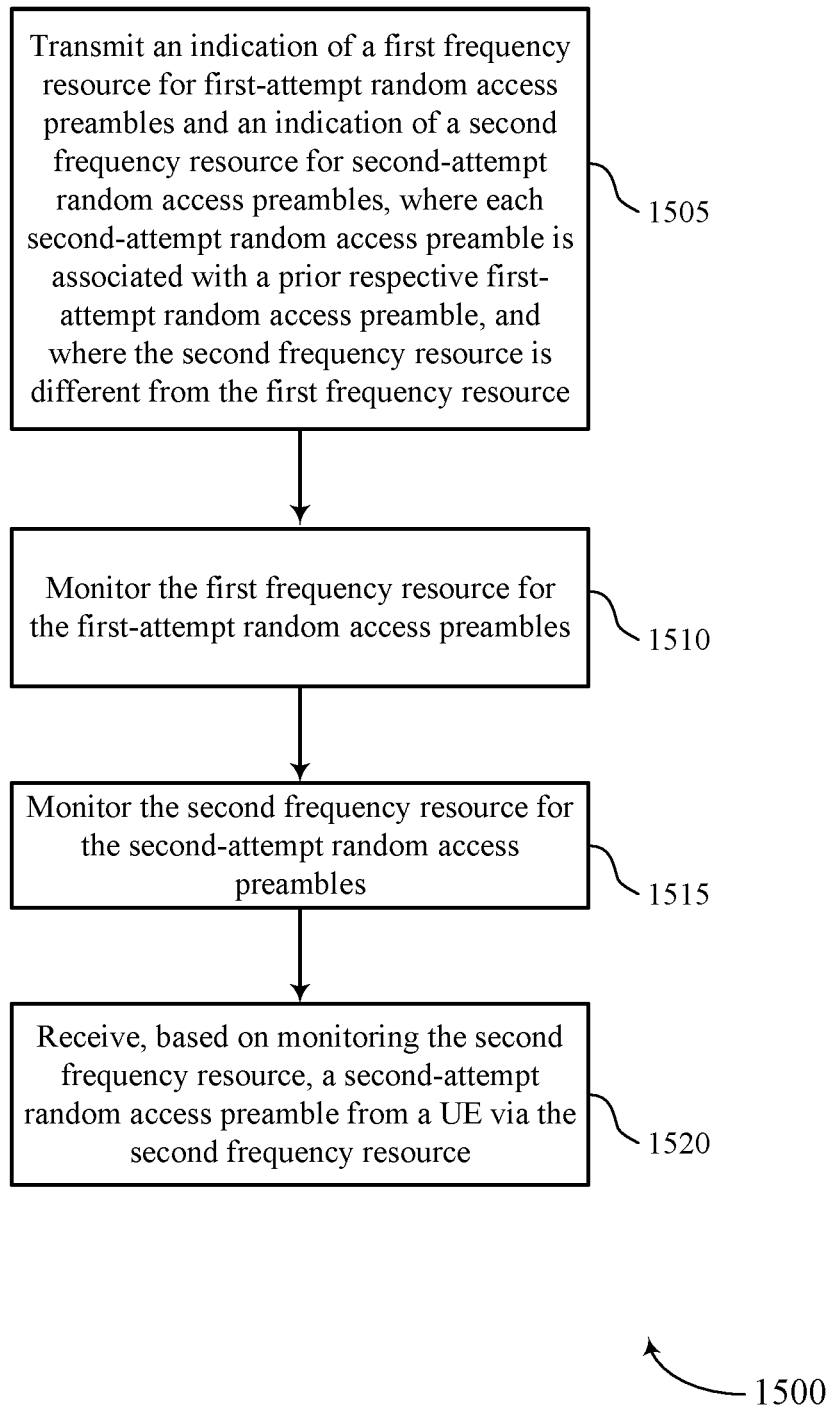 Transmit an indication of a first frequency
resource for first-attempt random access
preambles and an indication of a second
frequency resource for second-attempt
random access preambles, where each
second-attempt random access preamble is
associated with a prior respective first-
attempt random access preamble, and
where the second frequency resource is
different from the first frequency resource
1505
Monitor the first frequency resource for
the first-attempt random access preambles
1510
Monitor the second frequency resource for
the second-attempt random access
preambles
1515
Receive, based on monitoring the second
frequency resource, a second-attempt
random access preamble from a UE via the
second frequency resource
1520
1500